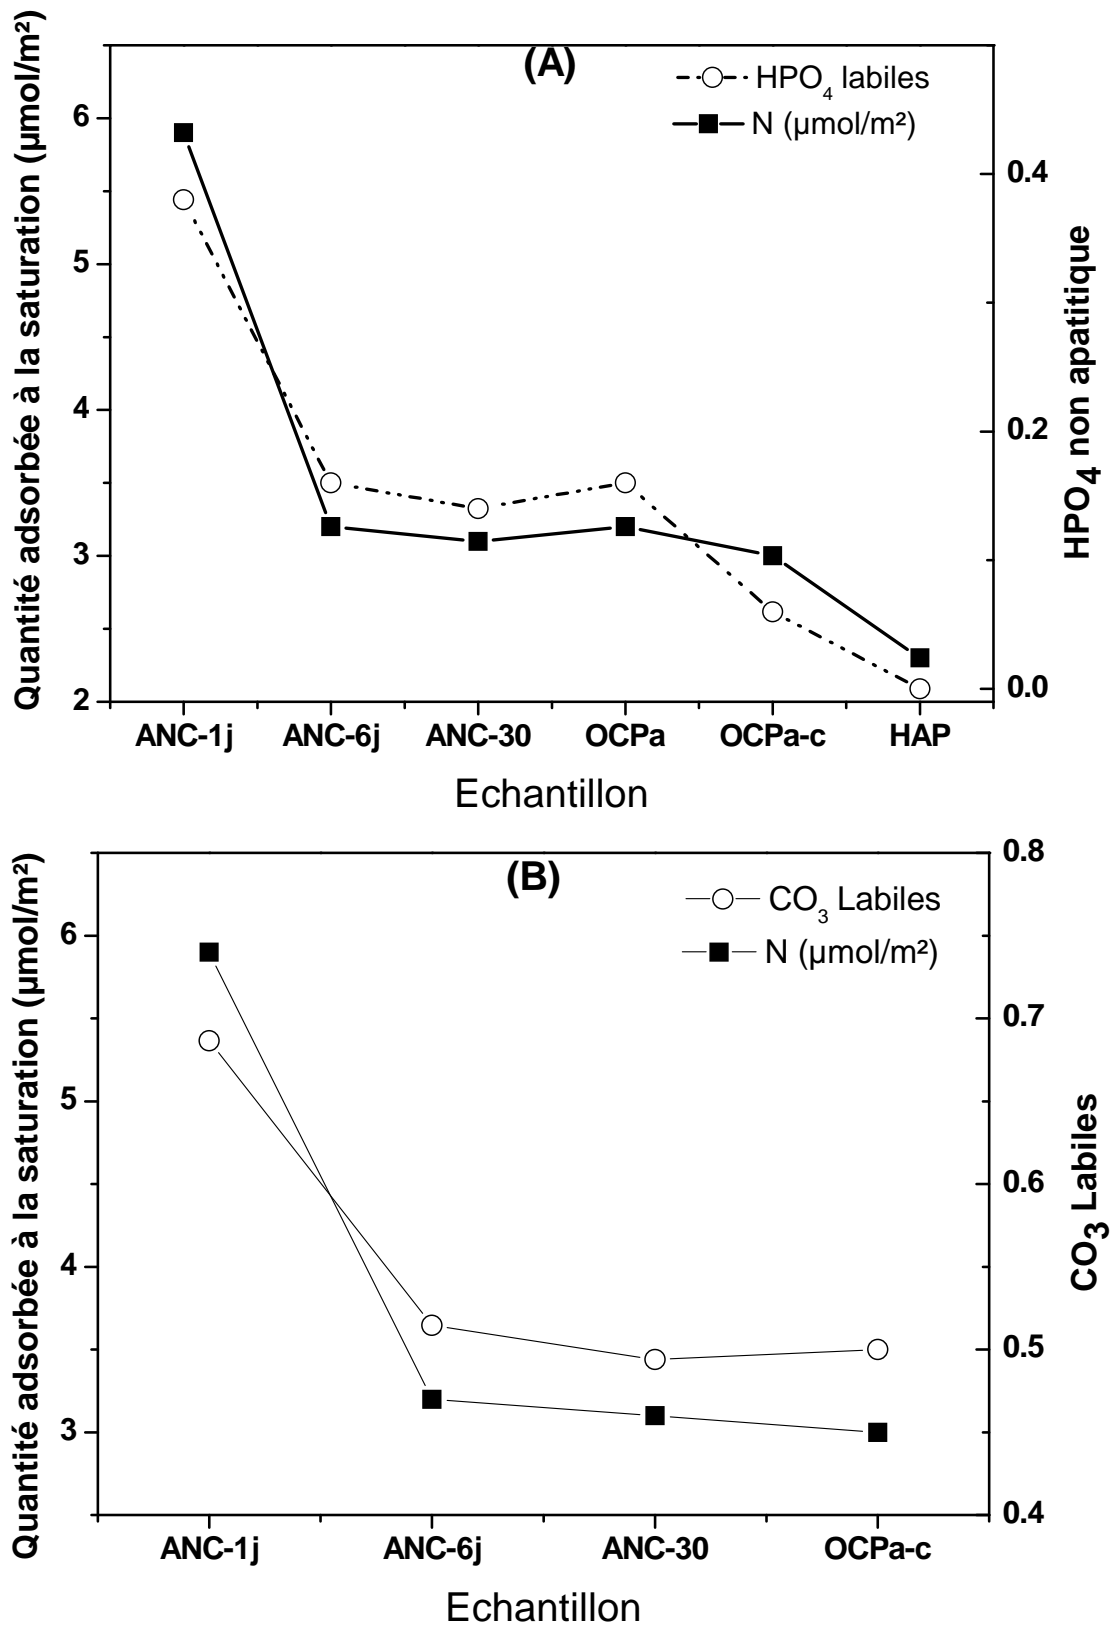 (A)
HPO4 labiles
N (µmol/m²)
Quantité adsorbée à la saturation (µmol/m²)
6
5
4
3
2
0.4
0.2
0.0
HPO4 non apatitique
ANC-1j ANC-6j ANC-30 OCPa OCPa-c HAP
Echantillon
(B)
CO3 Labiles
N (µmol/m²)
Quantité adsorbée à la saturation (µmol/m²)
6
5
4
3
0.8
0.7
0.6
0.5
0.4
CO3 Labiles
ANC-1j ANC-6j ANC-30 OCPa-c
Echantillon